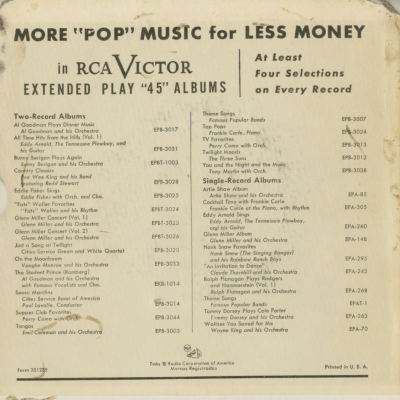 MORE "POP" MUSIC for LESS MONEY
in RCA VICTOR
EXTENDED PLAY "45" ALBUMS
At Least
Four Selections
on Every Record
Two-Record Albums
Al Goodman Plays Dinner Music
Al Goodman and his Orchestra EPB-3017
All Time Hits from the Hills (Vol. 1)
Eddy Arnold, The Tennessee Plowboy, and
his Guitar EPB-3031
Bunny Berigan Plays Again
Bunny Berigan and his Orchestra EPBT-1003
Country Classics
Pee Wee King and his Band
featuring Redd Stewart EPB-3028
Eddie Fisher Sings
Eddie Fisher with Orch. and Cho. EPB-3025
"Fats" Waller Favorites
"Fats" Waller and his Rhythm EPBT-3024
Glenn Miller Concert (Vol. 1)
Glenn Miller and his Orchestra EPBT-3025
Glenn Miller Concert (Vol. 2)
Glenn Miller and his Orchestra EPBT-3026
Just a Song at Twilight
Cities Service Green and White Quartet EPB-3020
On the Moonbeam
Vaughn Monroe and his Orchestra EPB-3033
The Student Prince (Romberg)
Al Goodman and his Orchestra
with Famous Vocalists and Cho. EKB-1014
Sousa Marches
Cities Service Band of America
Paul Lavalle, Conductor EPB-3014
Supper Club Favorites
Perry Como with Orch. EPB-3044
Tangos
Emil Coleman and his Orchestra EPB-3003
Theme Songs
Famous Popular Bands EPB-3007
Top Pops
Frankie Carle, Piano EPB-3024
TV Favorites
Perry Como with Orch. EPB-3013
Twilight Moods
The Three Suns EPB-3012
You and the Night and the Music
Tony Martin with Orch. EPB-3038
Single-Record Albums
Artie Shaw Album
Artie Shaw and his Orchestra EPA-85
Cocktail Time with Frankie Carle
Frankie Carle at the Piano, with Rhythm EPA-305
Eddy Arnold Sings
Eddy Arnold, The Tennessee Plowboy,
and his Guitar EPA-260
Glenn Miller Album
Glenn Miller and his Orchestra EPA-148
Hank Snow Favorites
Hank Snow (The Singing Ranger)
and his Rainbow Ranch Boys EPA-295
"An Invitation to Dance"
Claude Thornhill and his Orchestra EPA-245
Ralph Flanagan Plays Rodgers
and Hammerstein (Vol. 1)
Ralph Flanagan and his Orchestra EPA-268
Theme Songs
Famous Popular Bands EPAT-1
Tommy Dorsey Plays Cole Porter
Tommy Dorsey and his Orchestra EPA-263
Waltzes You Saved for Me
Wayne King and his Orchestra EPA-70
Form
Tmks ® Radio Corporation of America
Marcas Registradas
Printed in U. S. A.